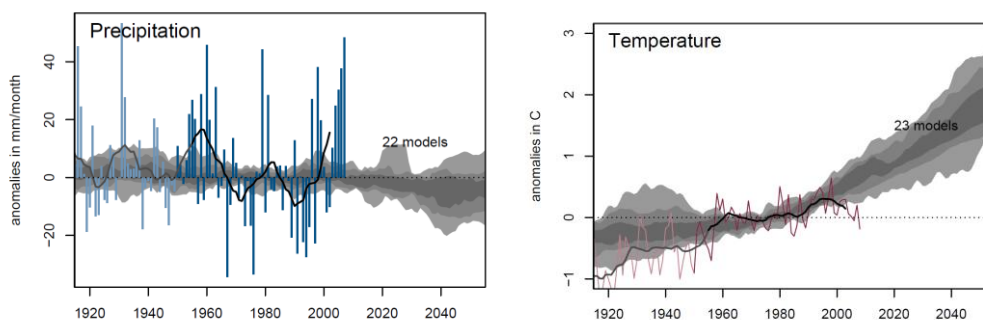 Precipitation
anomalies in mm/month
40
20
0
−20
22 models
1920 1940 1960 1980 2000 2020 2040
Temperature
anomalies in C
3
2
1
0
−1
23 models
1920 1940 1960 1980 2000 2020 2040